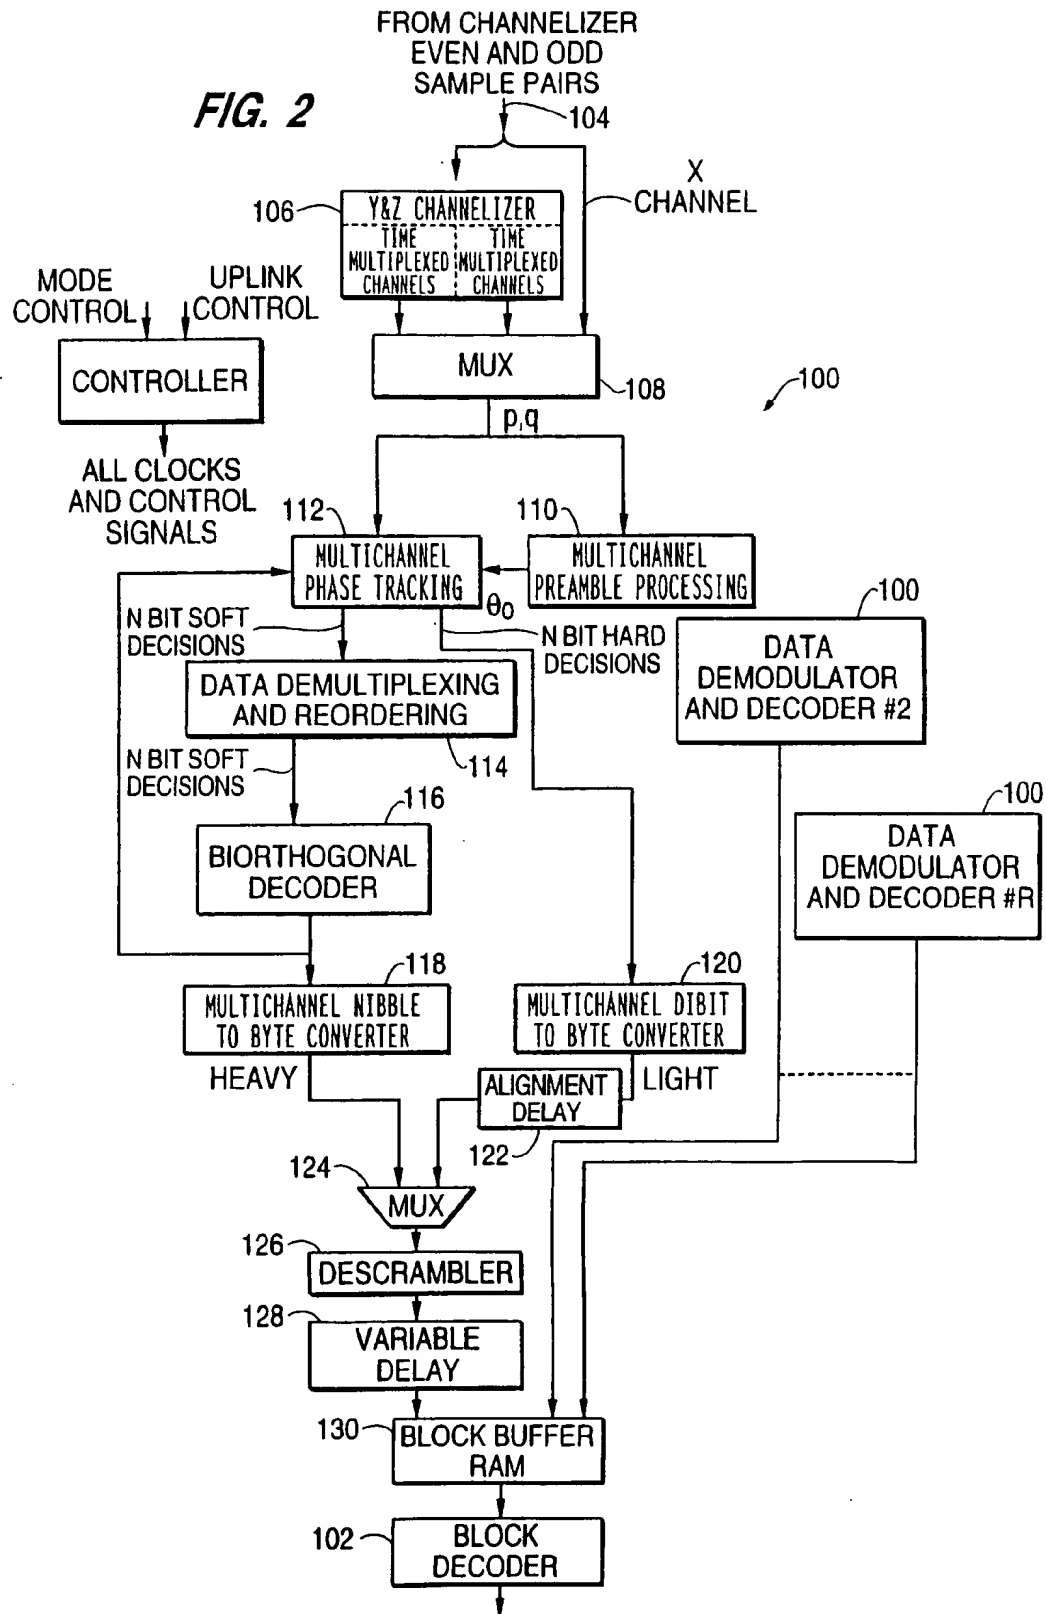 FROM CHANNELIZER
EVEN AND ODD
SAMPLE PAIRS
FIG. 2
104
X
CHANNEL
106
Y&Z CHANNELIZER
TIME
MULTIPLEXED
CHANNELS
TIME
MULTIPLEXED
CHANNELS
MODE
CONTROL
UPLINK
CONTROL
CONTROLLER
MUX
108
100
p,q
ALL CLOCKS
AND CONTROL
SIGNALS
112
110
MULTICHANNEL
PHASE TRACKING
MULTICHANNEL
PREAMBLE PROCESSING
θ0
N BIT SOFT
DECISIONS
N BIT HARD
DECISIONS
100
DATA
DEMODULATOR
AND DECODER #2
DATA DEMULTIPLEXING
AND REORDERING
114
N BIT SOFT
DECISIONS
116
BIORTHOGONAL
DECODER
100
DATA
DEMODULATOR
AND DECODER #R
118
MULTICHANNEL NIBBLE
TO BYTE CONVERTER
120
MULTICHANNEL DIBIT
TO BYTE CONVERTER
HEAVY
ALIGNMENT
DELAY
LIGHT
122
124
MUX
126
DESCRAMBLER
128
VARIABLE
DELAY
130
BLOCK BUFFER
RAM
102
BLOCK
DECODER